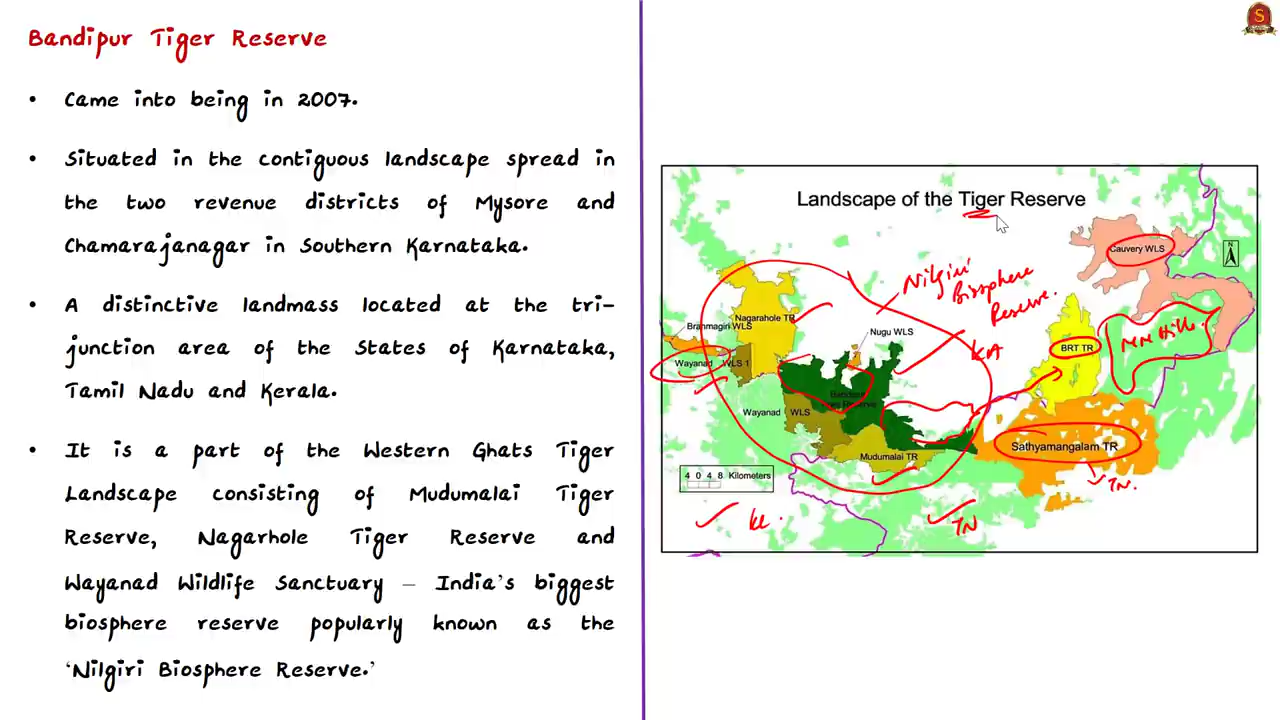 Bandipur Tiger Reserve
• Came into being in 2007.
• Situated in the contiguous landscape spread in
the two revenue districts of Mysore and
Chamarajanagar in Southern Karnataka.
• A distinctive landmass located at the tri-
junction area of the States of Karnataka,
Tamil Nadu and Kerala.
• It is a part of the Western Ghats Tiger
Landscape consisting of Mudumalai Tiger
Reserve, Nagarhole Tiger Reserve and
Wayanad Wildlife Sanctuary – India's biggest
biosphere reserve popularly known as the
'Nilgiri Biosphere Reserve.'
Landscape of the Tiger Reserve
Cauvery WLS
N
Nilgiri
Biosphere
Reserve.
Nagarahole TR
Bramagiri WLS
Nugu WLS
MM Hills.
KA
BRT TR
Wayanad WLS 1
Wayanad WLS
Mudumalai TR
Sathyamangalam TR
TN.
4 0 4 8 Kilometers
KL.
TN
S